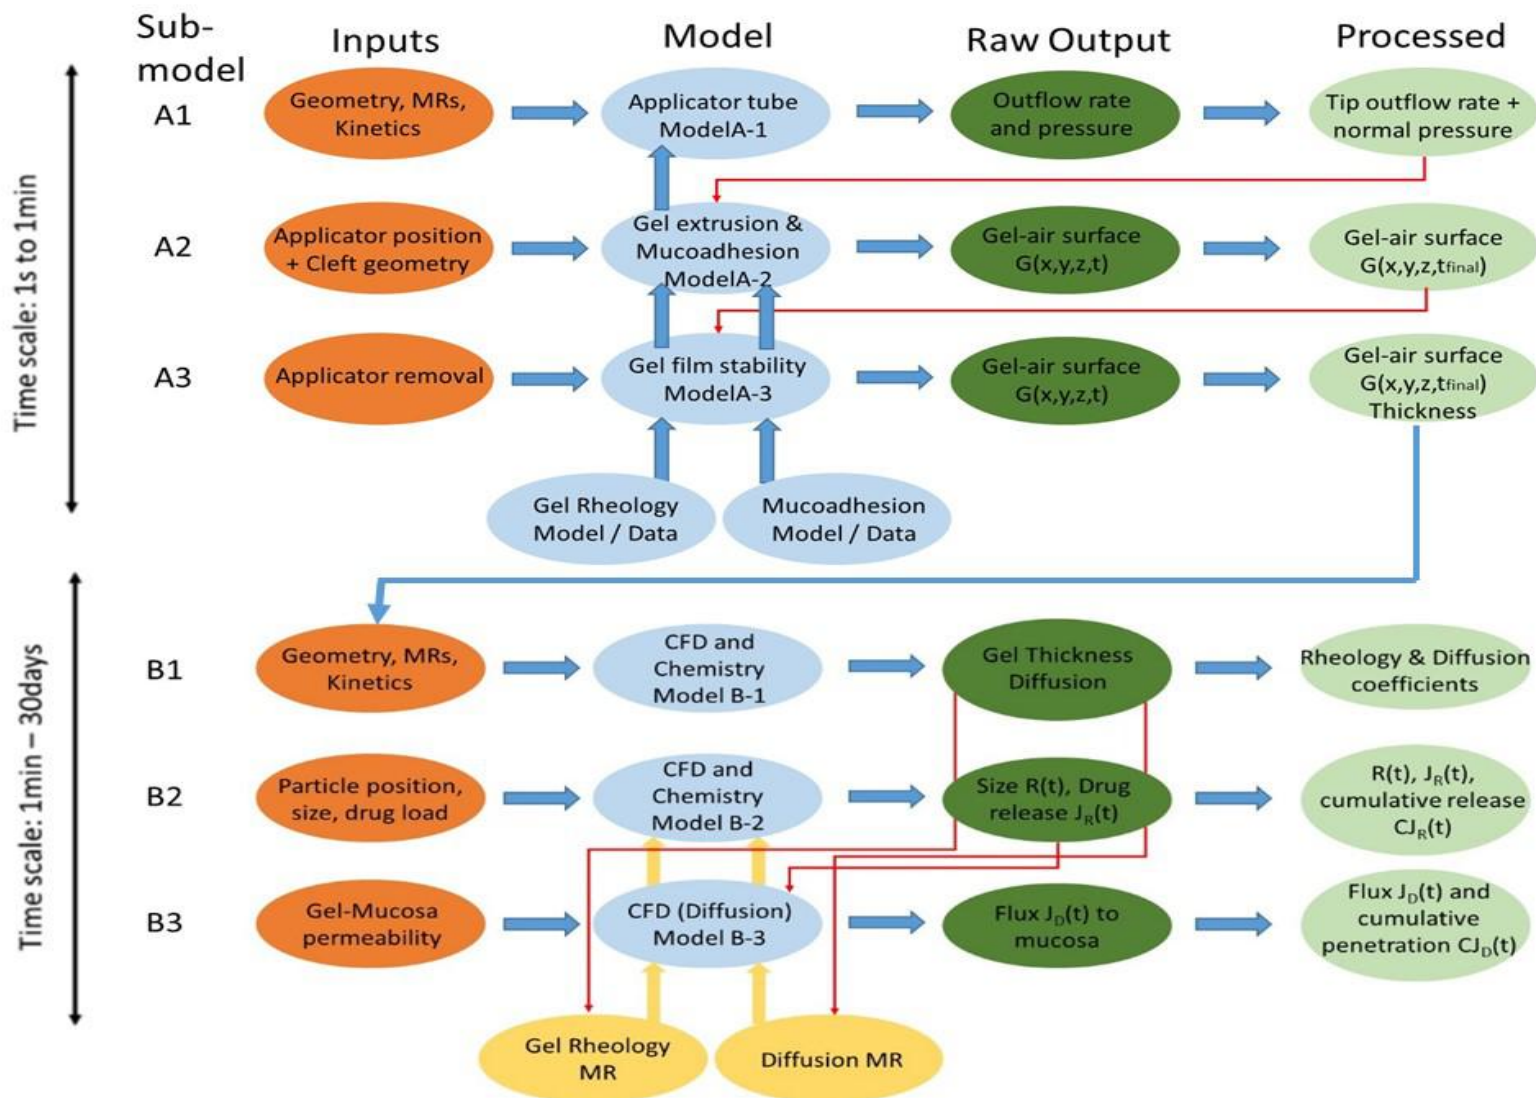 Sub-
model
Inputs
Model
Raw Output
Processed
Time scale: 1s to 1min
A1
Geometry, MRs,
Kinetics
Applicator tube
ModelA-1
Outflow rate
and pressure
Tip outflow rate +
normal pressure
A2
Applicator position
+ Cleft geometry
Gel extrusion &
Mucoadhesion
ModelA-2
Gel-air surface
G(x,y,z,t)
Gel-air surface
G(x,y,z,tfinal)
A3
Applicator removal
Gel film stability
ModelA-3
Gel-air surface
G(x,y,z,t)
Gel-air surface
G(x,y,z,tfinal)
Thickness
Gel Rheology
Model / Data
Mucoadhesion
Model / Data
Time scale: 1min – 30days
B1
Geometry, MRs,
Kinetics
CFD and
Chemistry
Model B-1
Gel Thickness
Diffusion
Rheology & Diffusion
coefficients
B2
Particle position,
size, drug load
CFD and
Chemistry
Model B-2
Size R(t), Drug
release J_R(t)
R(t), J_R(t),
cumulative release
CJ_R(t)
B3
Gel-Mucosa
permeability
CFD (Diffusion)
Model B-3
Flux J_D(t) to
mucosa
Flux J_D(t) and
cumulative
penetration CJ_D(t)
Gel Rheology
MR
Diffusion MR